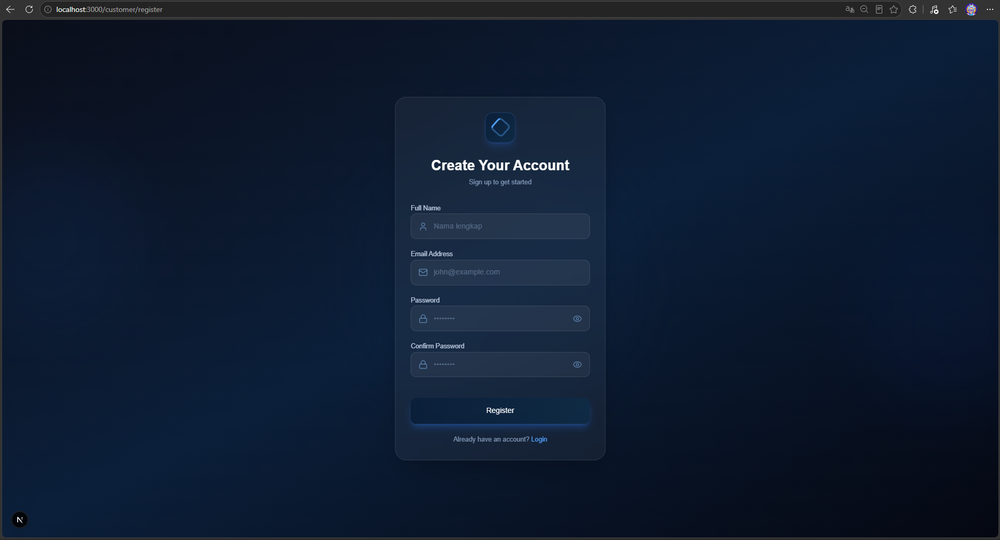 localhost:3000/customer/register
Create Your Account
Sign up to get started
Full Name
Nama lengkap
Email Address
john@example.com
Password
••••••••
Confirm Password
••••••••
Register
Already have an account? Login
N